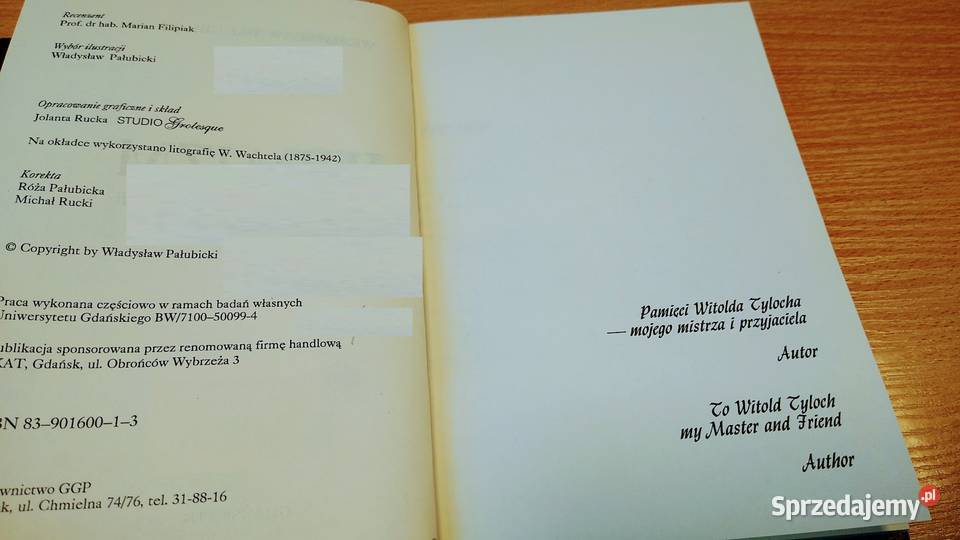 Recenzent
Prof. dr hab. Marian Filipiak
Wybór ilustracji
Władysław Pałubicki
Opracowanie graficzne i skład
Jolanta Rucka STUDIO Grotesque
Na okładce wykorzystano litografię W. Wachtela (1875-1942)
Korekta
Róża Pałubicka
Michał Rucki
© Copyright by Władysław Pałubicki
Praca wykonana częściowo w ramach badań własnych
Uniwersytetu Gdańskiego BW/7100–50099-4
ublikacja sponsorowana przez renomowaną firmę handlową
KAT, Gdańsk, ul. Obrońców Wybrzeża 3
BN 83–901600–1–3
wnictwo GGP
k, ul. Chmielna 74/76, tel. 31-88-16
Pamięci Witolda Tylocha
— mojego mistrza i przyjaciela
Autor
To Witold Tyloch
my Master and Friend
Author
Sprzedajemy.pl